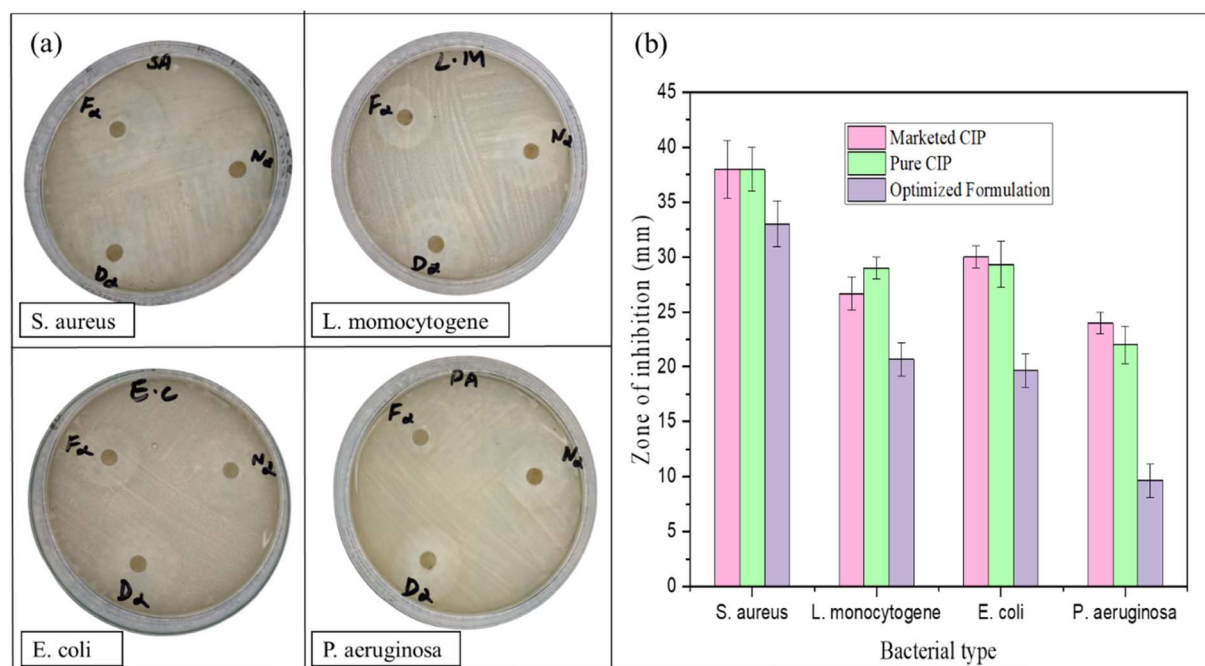 (a)
SA
F2
N2
D2
S. aureus
L.M
F2
N2
D2
L. momocytogene
E.C
F2
N2
D2
E. coli
PA
F2
N2
D2
P. aeruginosa
(b)
45
40
35
30
25
20
15
10
5
0
Zone of inhibition (mm)
Marketed CIP
Pure CIP
Optimized Formulation
S. aureus
L. monocytogene
E. coli
P. aeruginosa
Bacterial type